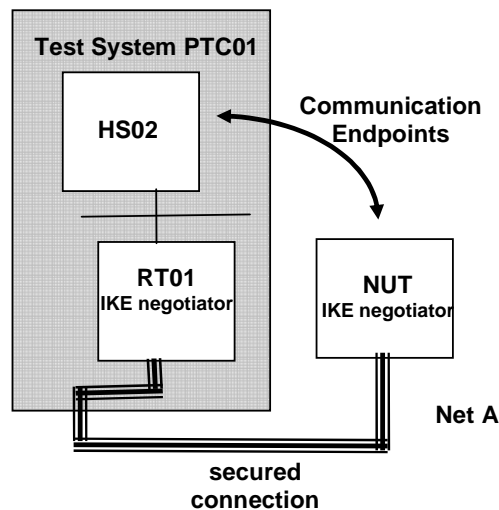 Test System PTC01
HS02
Communication
Endpoints
RT01
IKE negotiator
NUT
IKE negotiator
Net A
secured
connection